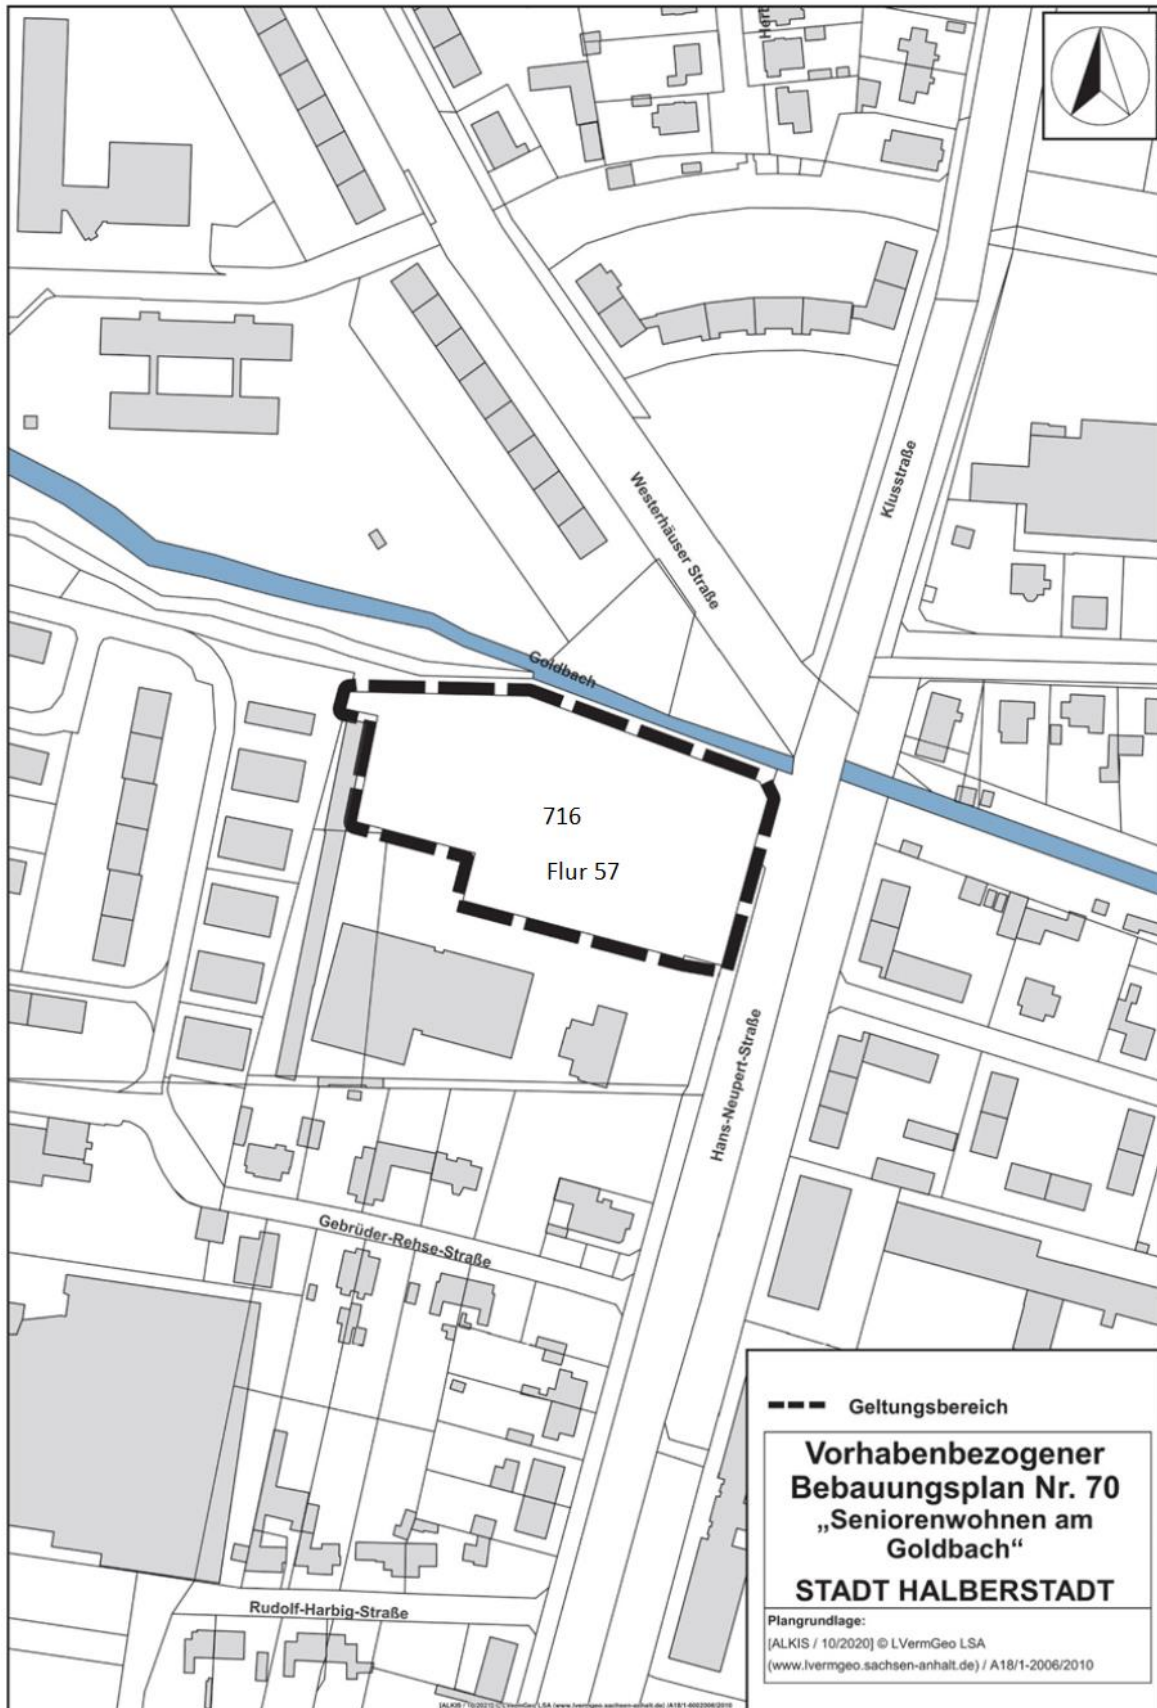 Hert
Westerhäuser Straße
Klusstraße
Goldbach
716
Flur 57
Hans-Neupert-Straße
Gebrüder-Rehse-Straße
Rudolf-Harbig-Straße
Geltungsbereich
Vorhabenbezogener
Bebauungsplan Nr. 70
„Seniorenwohnen am
Goldbach“
STADT HALBERSTADT
Plangrundlage:
[ALKIS / 10/2020] © LVermGeo LSA
(www.lvermgeo.sachsen-anhalt.de) / A18/1-2006/2010